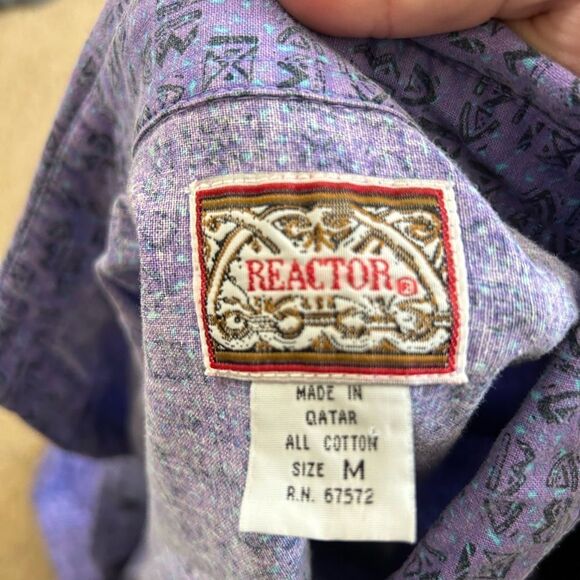 REACTOR®
MADE IN
QATAR
ALL COTTON
SIZE M
R.N. 67572